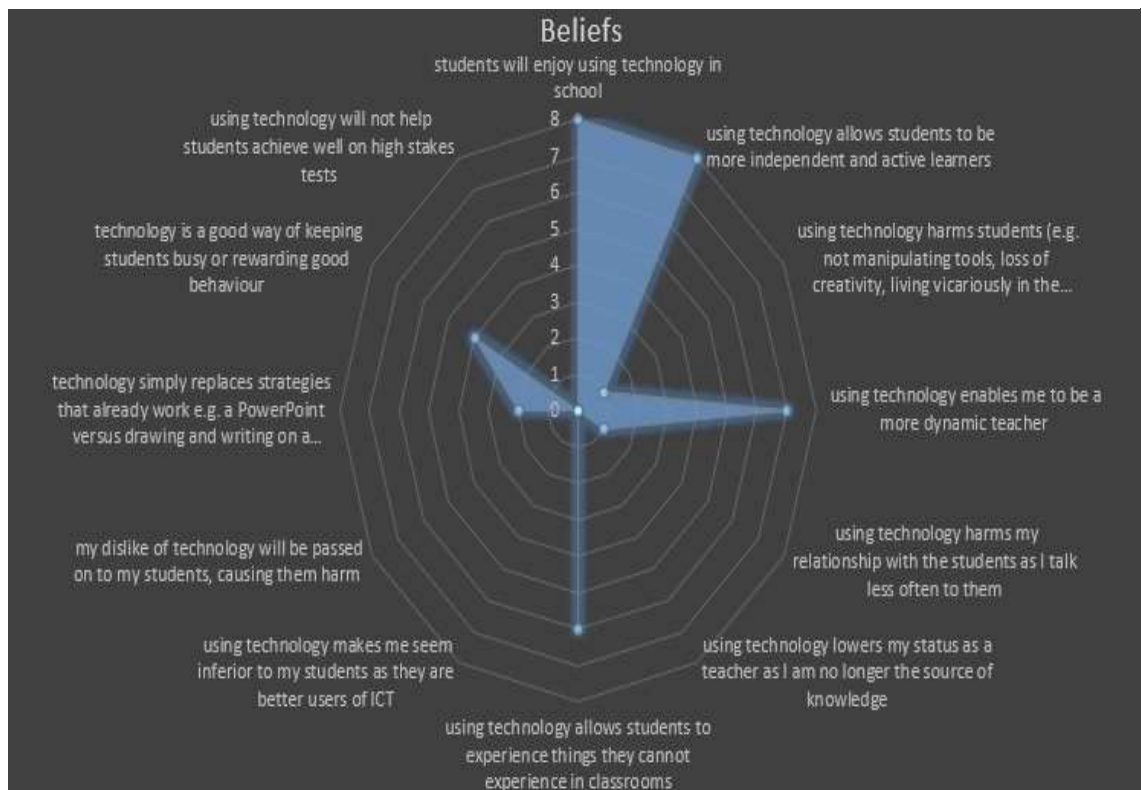 Beliefs
students will enjoy using technology in
school
using technology allows students to be
more independent and active learners
using technology harms students (e.g.
not manipulating tools, loss of
creativity, living vicariously in the...
using technology enables me to be a
more dynamic teacher
using technology harms my
relationship with the students as I talk
less often to them
using technology lowers my status as a
teacher as I am no longer the source of
knowledge
using technology allows students to
experience things they cannot
experience in classrooms
using technology makes me seem
inferior to my students as they are
better users of ICT
my dislike of technology will be passed
on to my students, causing them harm
technology simply replaces strategies
that already work e.g. a PowerPoint
versus drawing and writing on a...
technology is a good way of keeping
students busy or rewarding good
behaviour
using technology will not help
students achieve well on high stakes
tests
8
7
6
5
4
3
2
1
0